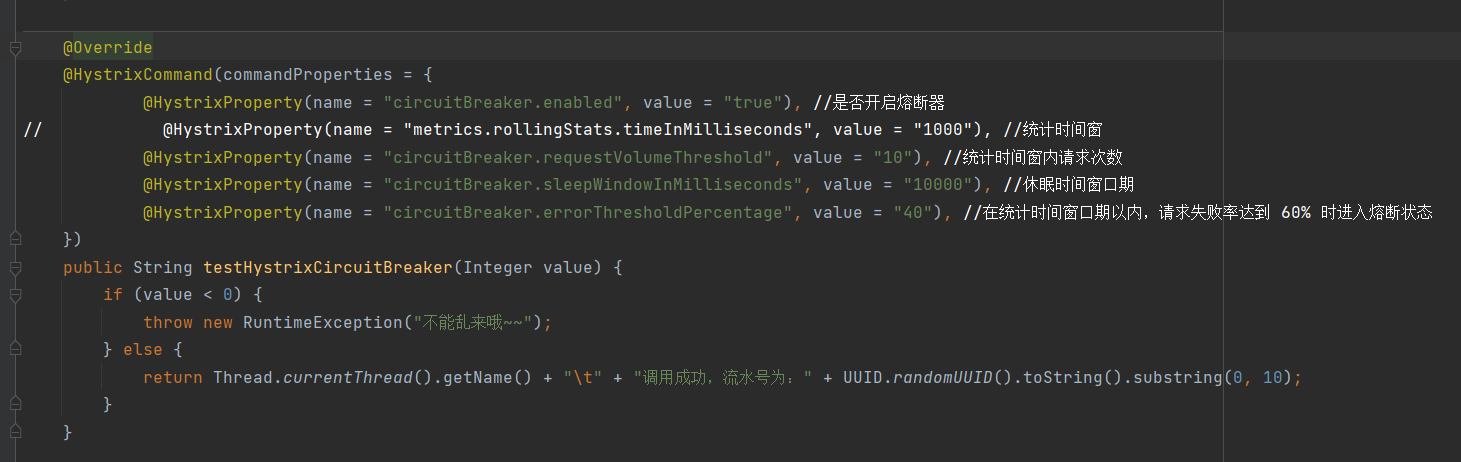 @Override
@HystrixCommand(commandProperties = {
@HystrixProperty(name = "circuitBreaker.enabled", value = "true"), //是否开启熔断器
// @HystrixProperty(name = "metrics.rollingStats.timeInMilliseconds", value = "1000"), //统计时间窗
@HystrixProperty(name = "circuitBreaker.requestVolumeThreshold", value = "10"), //统计时间窗内请求次数
@HystrixProperty(name = "circuitBreaker.sleepWindowInMilliseconds", value = "10000"), //休眠时间窗口期
@HystrixProperty(name = "circuitBreaker.errorThresholdPercentage", value = "40"), //在统计时间窗口期以内，请求失败率达到 60% 时进入熔断状态
})
public String testHystrixCircuitBreaker(Integer value) {
if (value < 0) {
throw new RuntimeException("不能乱来哦~~");
} else {
return Thread.currentThread().getName() + "\t" + "调用成功，流水号为：" + UUID.randomUUID().toString().substring(0, 10);
}
}